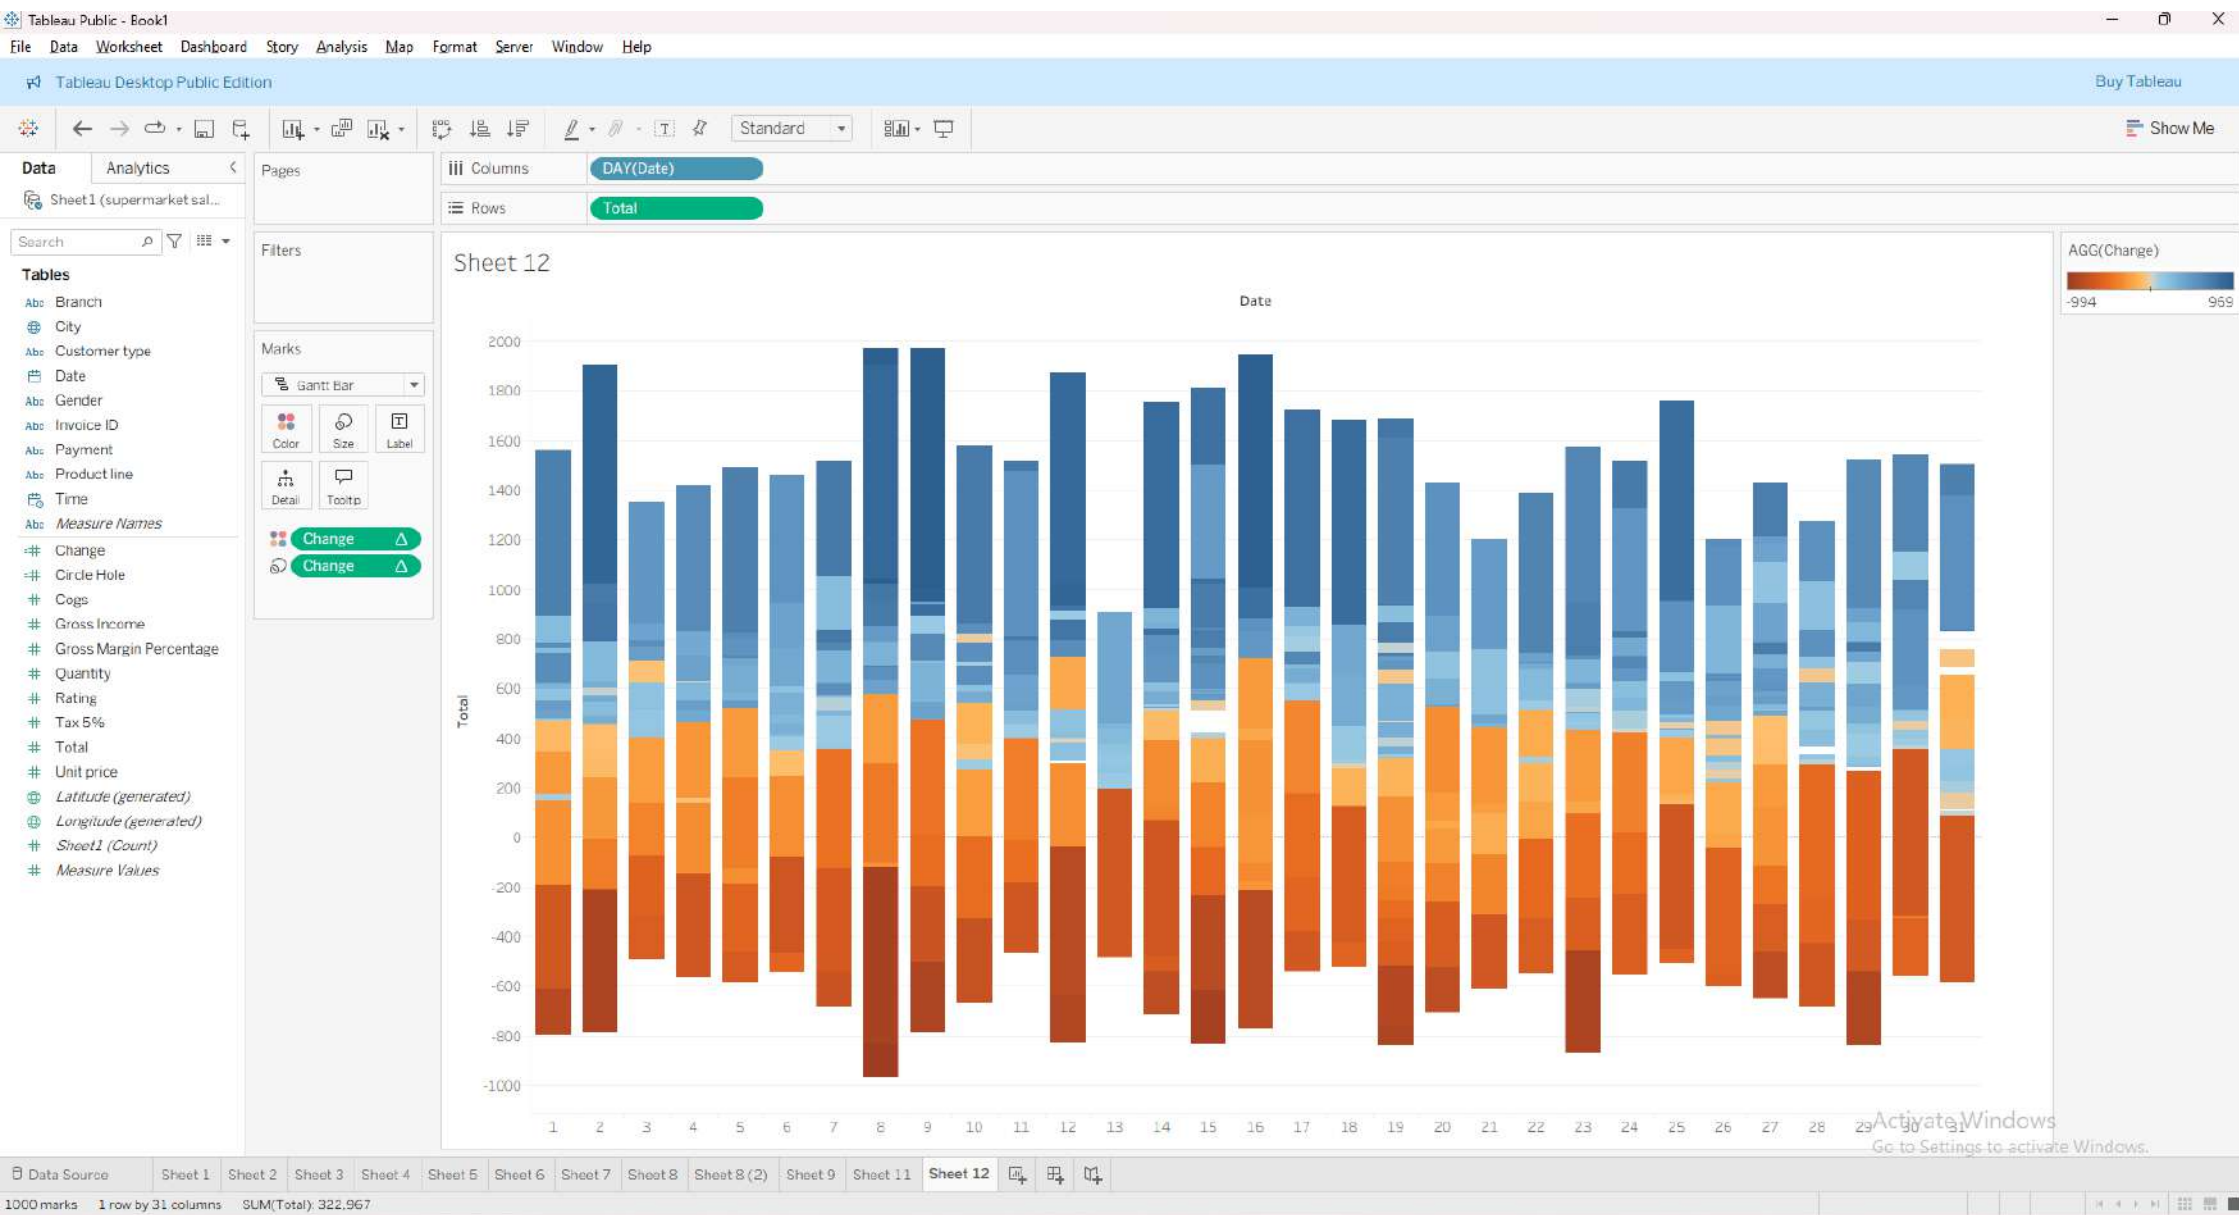 Tableau Public - Book1
File Data Worksheet Dashboard Story Analysis Map Format Server Window Help
Tableau Desktop Public Edition
Buy Tableau
Standard
Show Me
Data Analytics
Sheet1 (supermarket sal...
Search
Tables
Abc Branch
City
Abc Customer type
Date
Abc Gender
Abc Invoice ID
Abc Payment
Abc Product line
Time
Abc Measure Names
=# Change
=# Circle Hole
# Cogs
# Gross Income
# Gross Margin Percentage
# Quantity
# Rating
# Tax 5%
# Total
# Unit price
Latitude (generated)
Longitude (generated)
# Sheet1 (Count)
# Measure Values
Pages
Filters
Marks
Gantt Bar
Color Size Label
Detail Tooltip
Change Δ
Change Δ
Columns DAY(Date)
Rows Total
Sheet 12
Date
Total
2000
1800
1600
1400
1200
1000
800
600
400
200
0
-200
-400
-600
-800
-1000
1 2 3 4 5 6 7 8 9 10 11 12 13 14 15 16 17 18 19 20 21 22 23 24 25 26 27 28 29 30 31
AGG(Change)
-994 969
Activate Windows
Go to Settings to activate Windows.
Data Source Sheet 1 Sheet 2 Sheet 3 Sheet 4 Sheet 5 Sheet 6 Sheet 7 Sheet 8 Sheet 8 (2) Sheet 9 Sheet 11 Sheet 12
1000 marks 1 row by 31 columns SUM(Total): 322,967